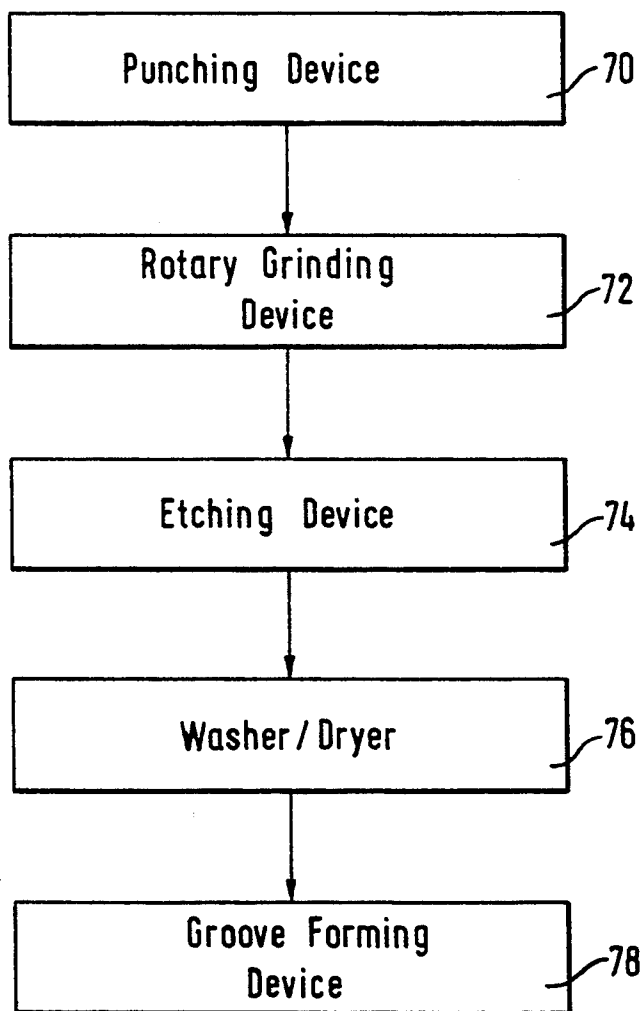 Punching Device
70
Rotary Grinding
Device
72
Etching Device
74
Washer/Dryer
76
Groove Forming
Device
78